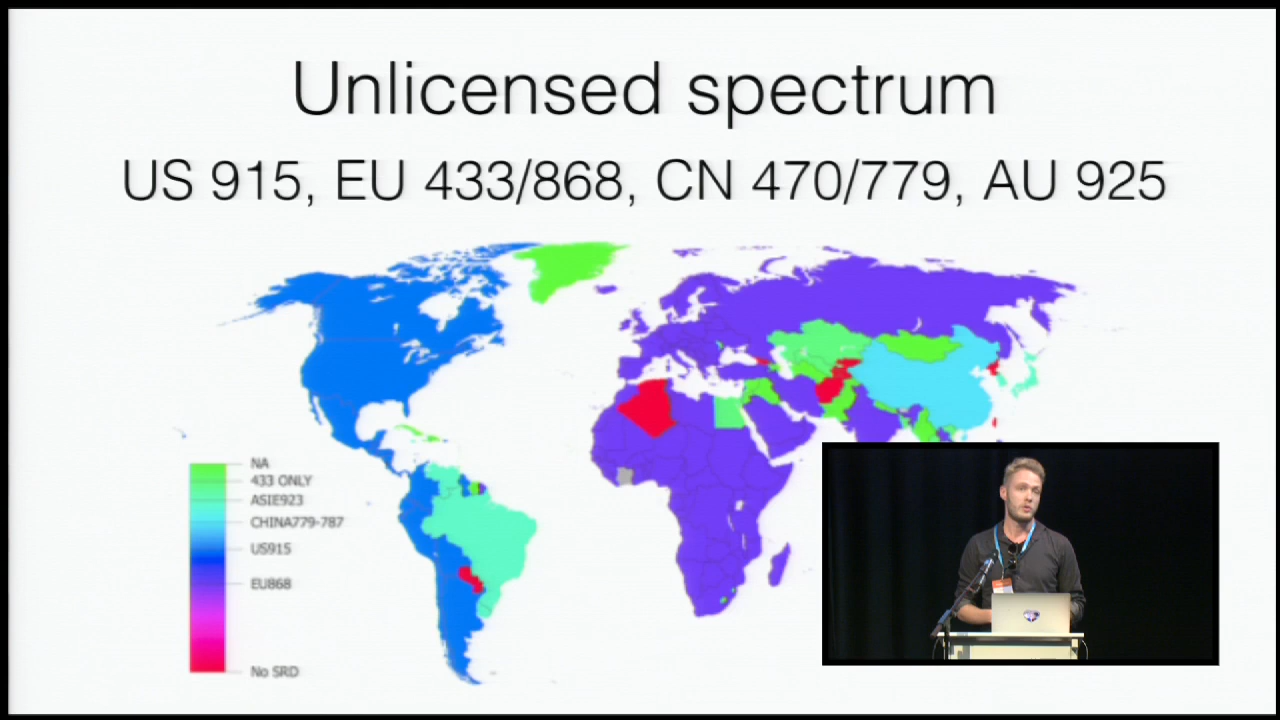 Unlicensed spectrum
US 915, EU 433/868, CN 470/779, AU 925
NA
433 ONLY
ASIE923
CHINA779-787
US915
EU868
No SRD